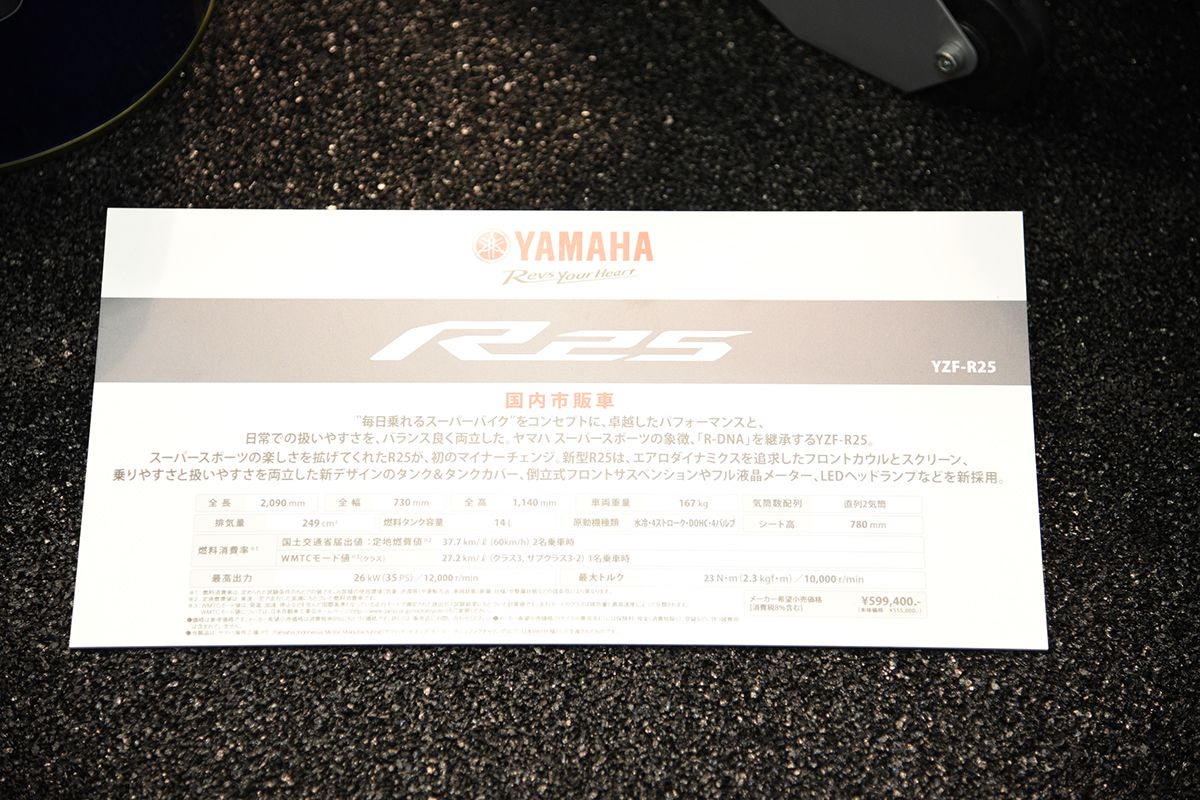 YAMAHA
Revs Your Heart
R25
YZF-R25
国内市販車
"毎日乗れるスーパーバイク"をコンセプトに、卓越したパフォーマンスと、
日常での扱いやすさを、バランス良く両立した。ヤマハ スーパースポーツの象徴、「R-DNA」を継承するYZF-R25。
スーパースポーツの楽しさを拡げてくれたR25が、初のマイナーチェンジ。新型R25は、エアロダイナミクスを追求したフロントカウルとスクリーン、
乗りやすさと扱いやすさを両立した新デザインのタンク&タンクカバー、倒立式フロントサスペンションやフル液晶メーター、LEDヘッドランプなどを新採用。
全長 2,090 mm 全幅 730 mm 全高 1,140 mm 車両重量 167 kg 気筒数配列 直列2気筒
排気量 249 cm³ 燃料タンク容量 14 L 原動機種類 水冷・4ストローク・DOHC・4バルブ シート高 780 mm
燃料消費率※1 国土交通省届出値:定地燃費値※2 37.7 km/ℓ (60km/h) 2名乗車時
WMTCモード値※3(クラス) 27.2 km/ℓ (クラス3, サブクラス3-2) 1名乗車時
最高出力 26 kW (35 PS) / 12,000 r/min 最大トルク 23 N・m (2.3 kgf・m) / 10,000 r/min
メーカー希望小売価格 ¥599,400.-
[消費税8%含む] (本体価格 ¥555,000.-)